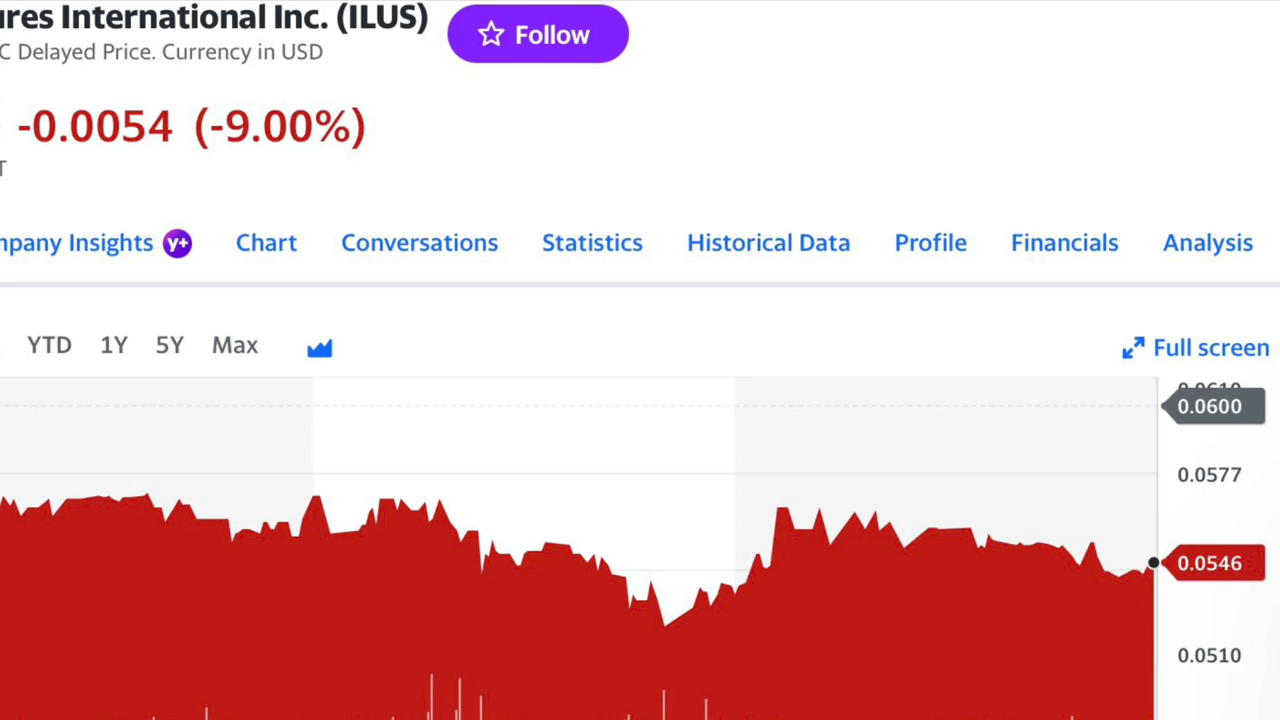 res International Inc. (ILUS)
Follow
C Delayed Price. Currency in USD
-0.0054 (-9.00%)
T
mpany Insights y+ Chart Conversations Statistics Historical Data Profile Financials Analysis
YTD 1Y 5Y Max
Full screen
0.0600
0.0577
0.0546
0.0510